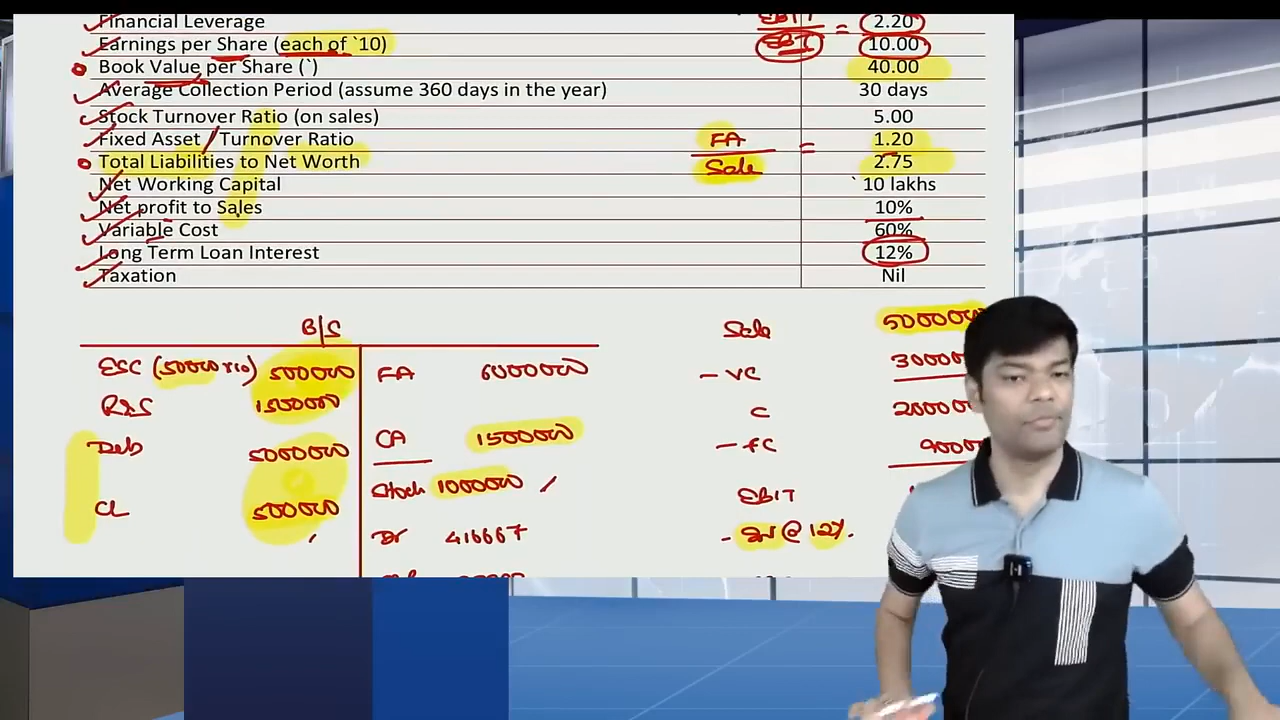 Financial Leverage EBIT / EBT = 2.20
Earnings per Share (each of `10) 10.00
Book Value per Share (`) 40.00
Average Collection Period (assume 360 days in the year) 30 days
Stock Turnover Ratio (on sales) 5.00
Fixed Asset / Turnover Ratio FA / Sale = 1.20
Total Liabilities to Net Worth 2.75
Net Working Capital ` 10 lakhs
Net profit to Sales 10%
Variable Cost 60%
Long Term Loan Interest 12%
Taxation Nil
B/S
ESC (50000×10) 500000 FA 6000000
R&S 1500000
Deb 5000000 CA 1500000
Stock 1000000
CL 500000
Dr 416667
Sale
- VC
C
- FC
EBIT
- Int @ 12%.